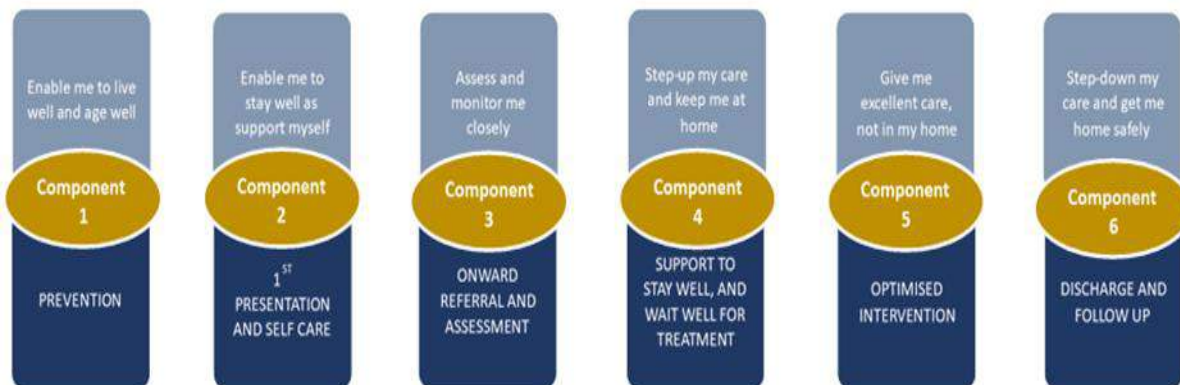 Enable me to live
well and age well
Component
1
PREVENTION
Enable me to
stay well as
support myself
Component
2
1ST
PRESENTATION
AND SELF CARE
Assess and
monitor me
closely
Component
3
ONWARD
REFERRAL AND
ASSESSMENT
Step-up my care
and keep me at
home
Component
4
SUPPORT TO
STAY WELL, AND
WAIT WELL FOR
TREATMENT
Give me
excellent care,
not in my home
Component
5
OPTIMISED
INTERVENTION
Step-down my
care and get me
home safely
Component
6
DISCHARGE AND
FOLLOW UP